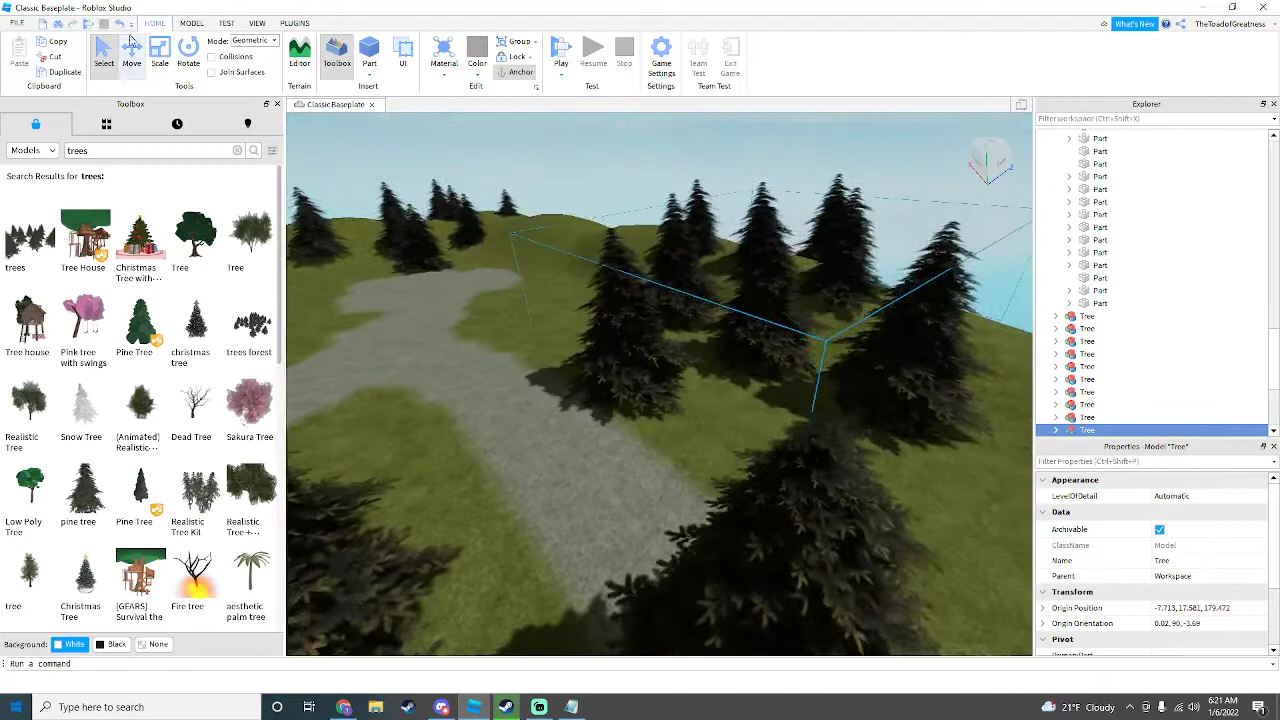 Classic Baseplate - Roblox Studio
FILE HOME MODEL TEST VIEW PLUGINS What's New TheToadofGreatness
Paste Copy Cut Duplicate Clipboard
Select Move Scale Rotate Mode: Geometric Collisions Join Surfaces Tools
Editor Terrain
Toolbox Part UI Insert
Material Color Group Lock Anchor Edit
Play Resume Stop Test
Game Settings Settings
Team Test Exit Game Team Test
Toolbox
Models trees
Search Results for trees:
trees Tree House Christmas Tree with... Tree Tree
Tree house Pink tree with swings Pine Tree christmas tree trees forest
Realistic Tree Snow Tree (Animated) Realistic... Dead Tree Sakura Tree
Low Poly Tree pine tree Pine Tree Realistic Tree Kit Realistic Tree +...
tree Christmas Tree [GEARS] Survival the Fire tree aesthetic palm tree
Background: White Black None
Run a command
ClassicBaseplate
Explorer
Filter workspace (Ctrl+Shift+X)
Part
Part
Part
Part
Part
Part
Part
Part
Part
Part
Part
Part
Part
Part
Tree
Tree
Tree
Tree
Tree
Tree
Tree
Tree
Tree
Tree
Properties - Model "Tree"
Filter Properties (Ctrl+Shift+P)
Appearance
LevelOfDetail Automatic
Data
Archivable
ClassName Model
Name Tree
Parent Workspace
Transform
Origin Position -7.713, 17.581, 179.472
Origin Orientation 0.02, 90, -3.69
Pivot
Type here to search
22°F Cloudy 6:21 AM
1/6/2022